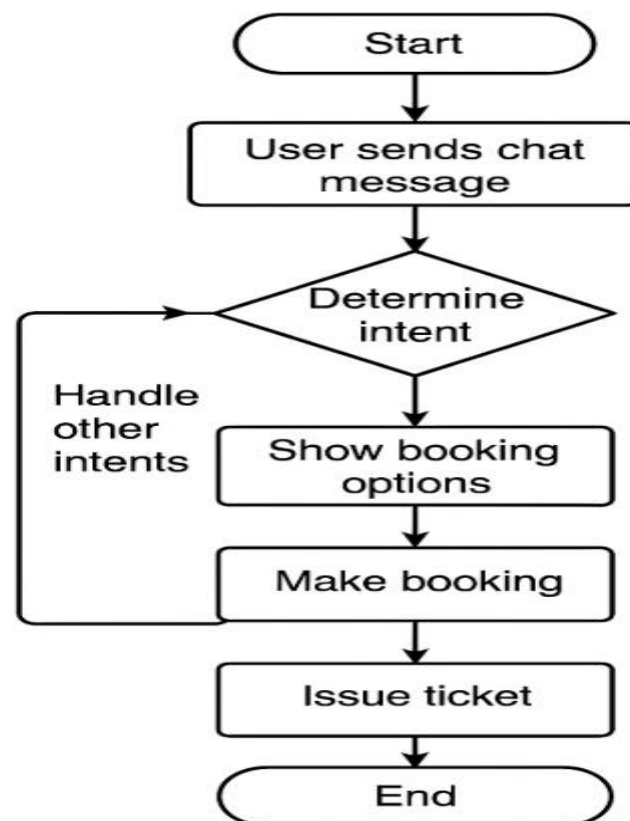 Start
User sends chat
message
Determine
intent
Handle
other
intents
Show booking
options
Make booking
Issue ticket
End